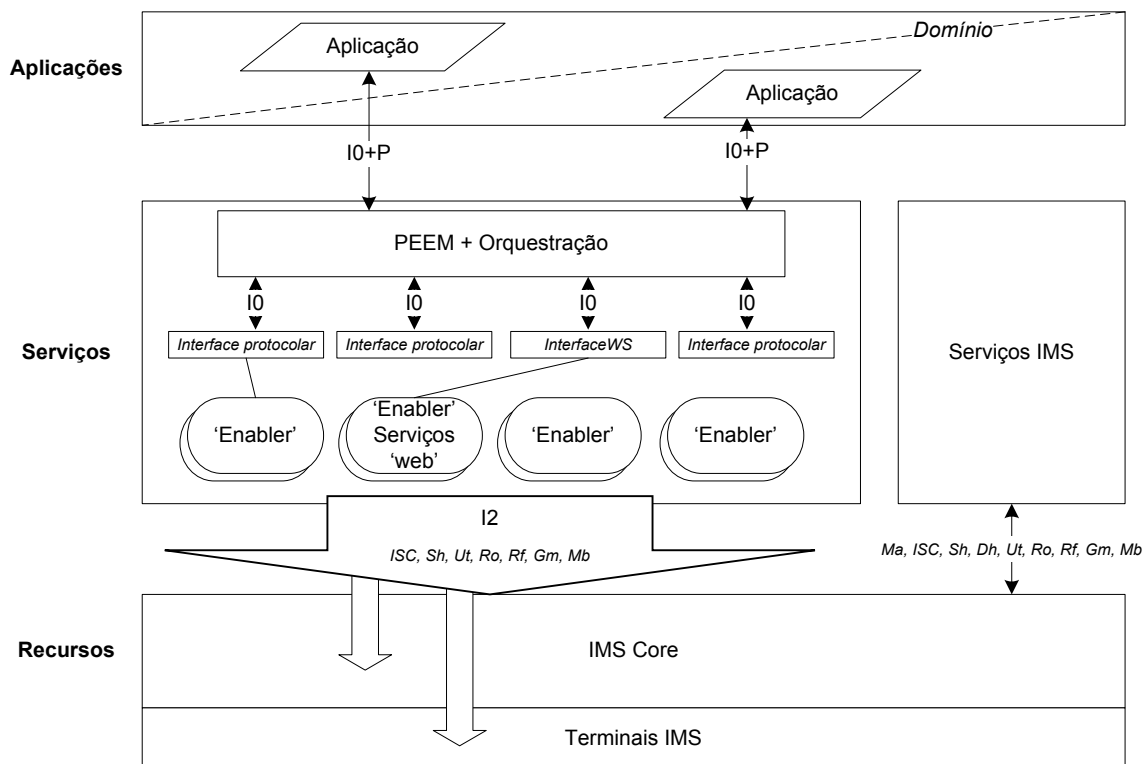 Aplicações
Aplicação
Domínio
Aplicação
I0+P
I0+P
Serviços
PEEM + Orquestração
I0
I0
I0
I0
Interface protocolar
Interface protocolar
InterfaceWS
Interface protocolar
‘Enabler’
‘Enabler’
Serviços
‘web’
‘Enabler’
‘Enabler’
Serviços IMS
I2
ISC, Sh, Ut, Ro, Rf, Gm, Mb
Ma, ISC, Sh, Dh, Ut, Ro, Rf, Gm, Mb
Recursos
IMS Core
Terminais IMS